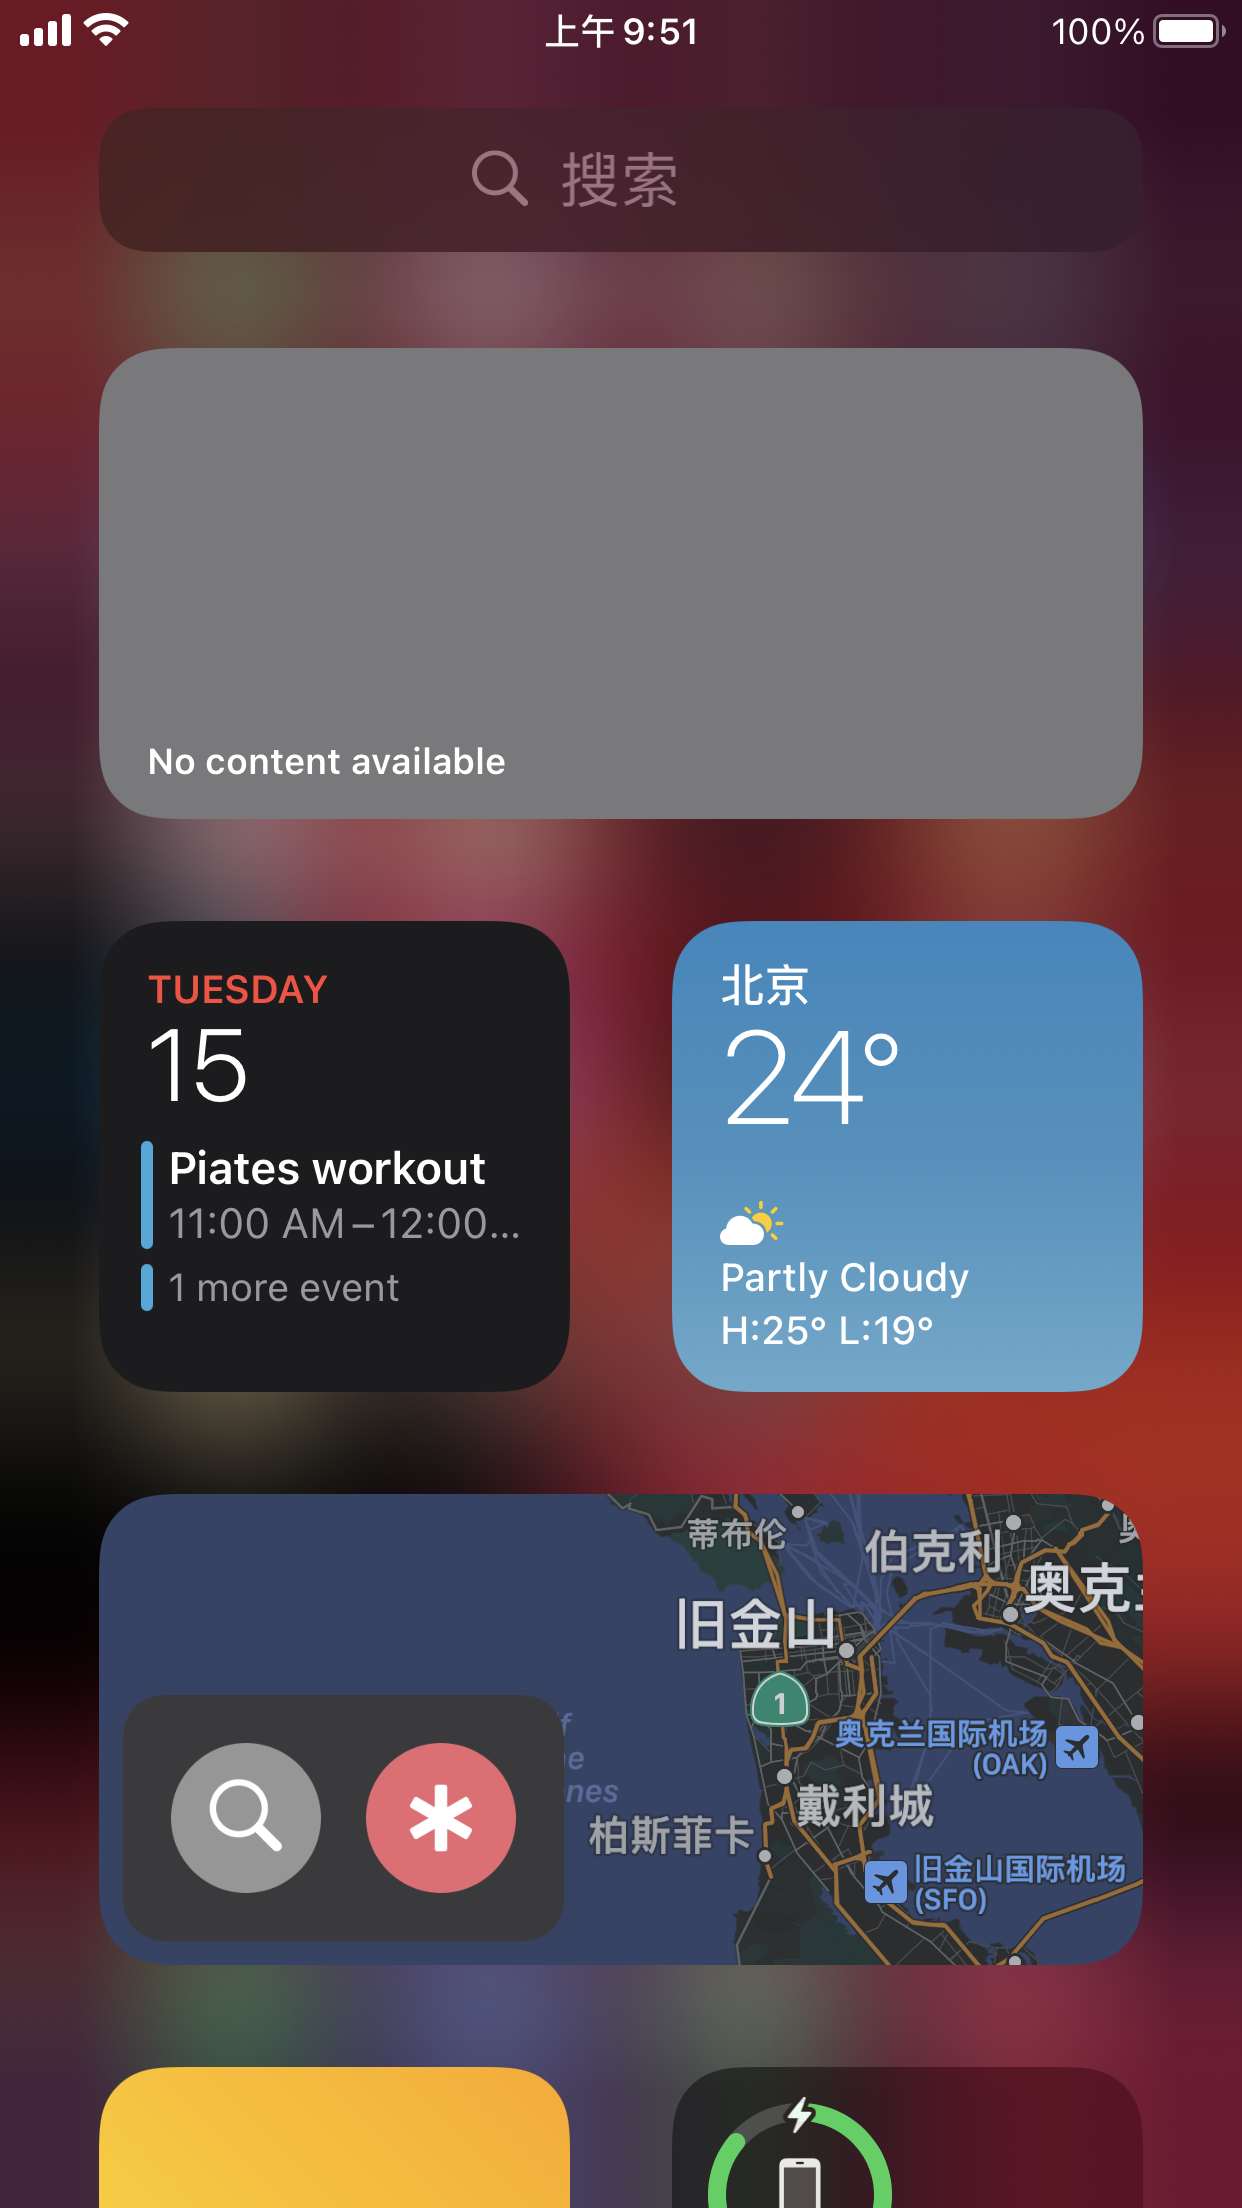 上午 9:51
100%
搜索
No content available
TUESDAY
15
Piates workout
11:00 AM – 12:00...
1 more event
北京
24°
Partly Cloudy
H:25° L:19°
蒂布伦
伯克利
奥克
旧金山
1
奥克兰国际机场
(OAK)
戴利城
柏斯菲卡
旧金山国际机场
(SFO)